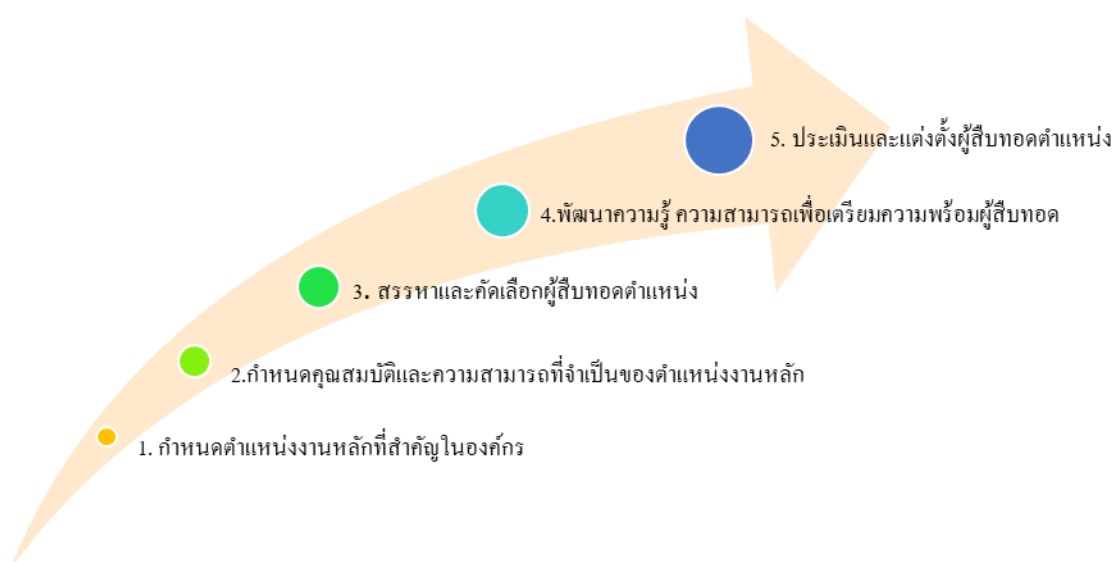 5. ประเมินและแต่งตั้งผู้สืบทอดตำแหน่ง
4.พัฒนาความรู้ ความสามารถเพื่อเตรียมความพร้อมผู้สืบทอด
3. สรรหาและคัดเลือกผู้สืบทอดตำแหน่ง
2.กำหนดคุณสมบัติและความสามารถที่จำเป็นของตำแหน่งงานหลัก
1. กำหนดตำแหน่งงานหลักที่สำคัญในองค์กร